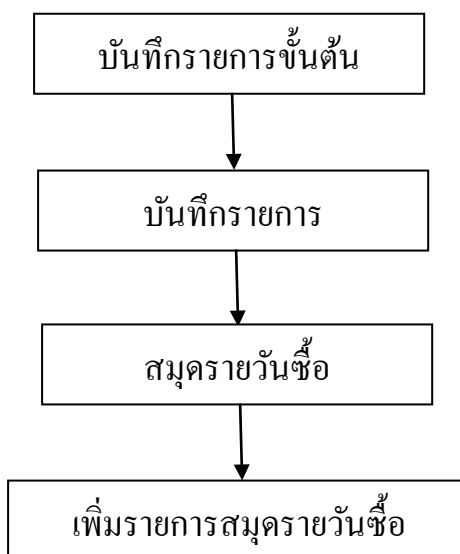 บันทึกรายการขั้นต้น
บันทึกรายการ
สมุดรายวันซื้อ
เพิ่มรายการสมุดรายวันซื้อ